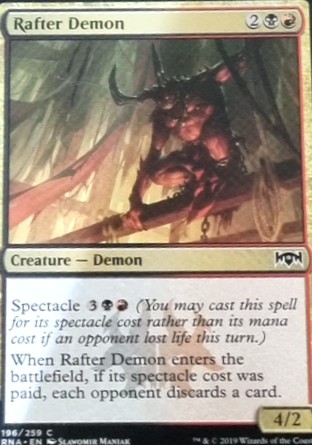 Rafter Demon 2
Creature — Demon
Spectacle 3 (You may cast this spell
for its spectacle cost rather than its mana
cost if an opponent lost life this turn.)
When Rafter Demon enters the
battlefield, if its spectacle cost was
paid, each opponent discards a card.
4/2
196/259 C
RNA • EN Slawomir Maniak ™ & © 2019 Wizards of the Coast